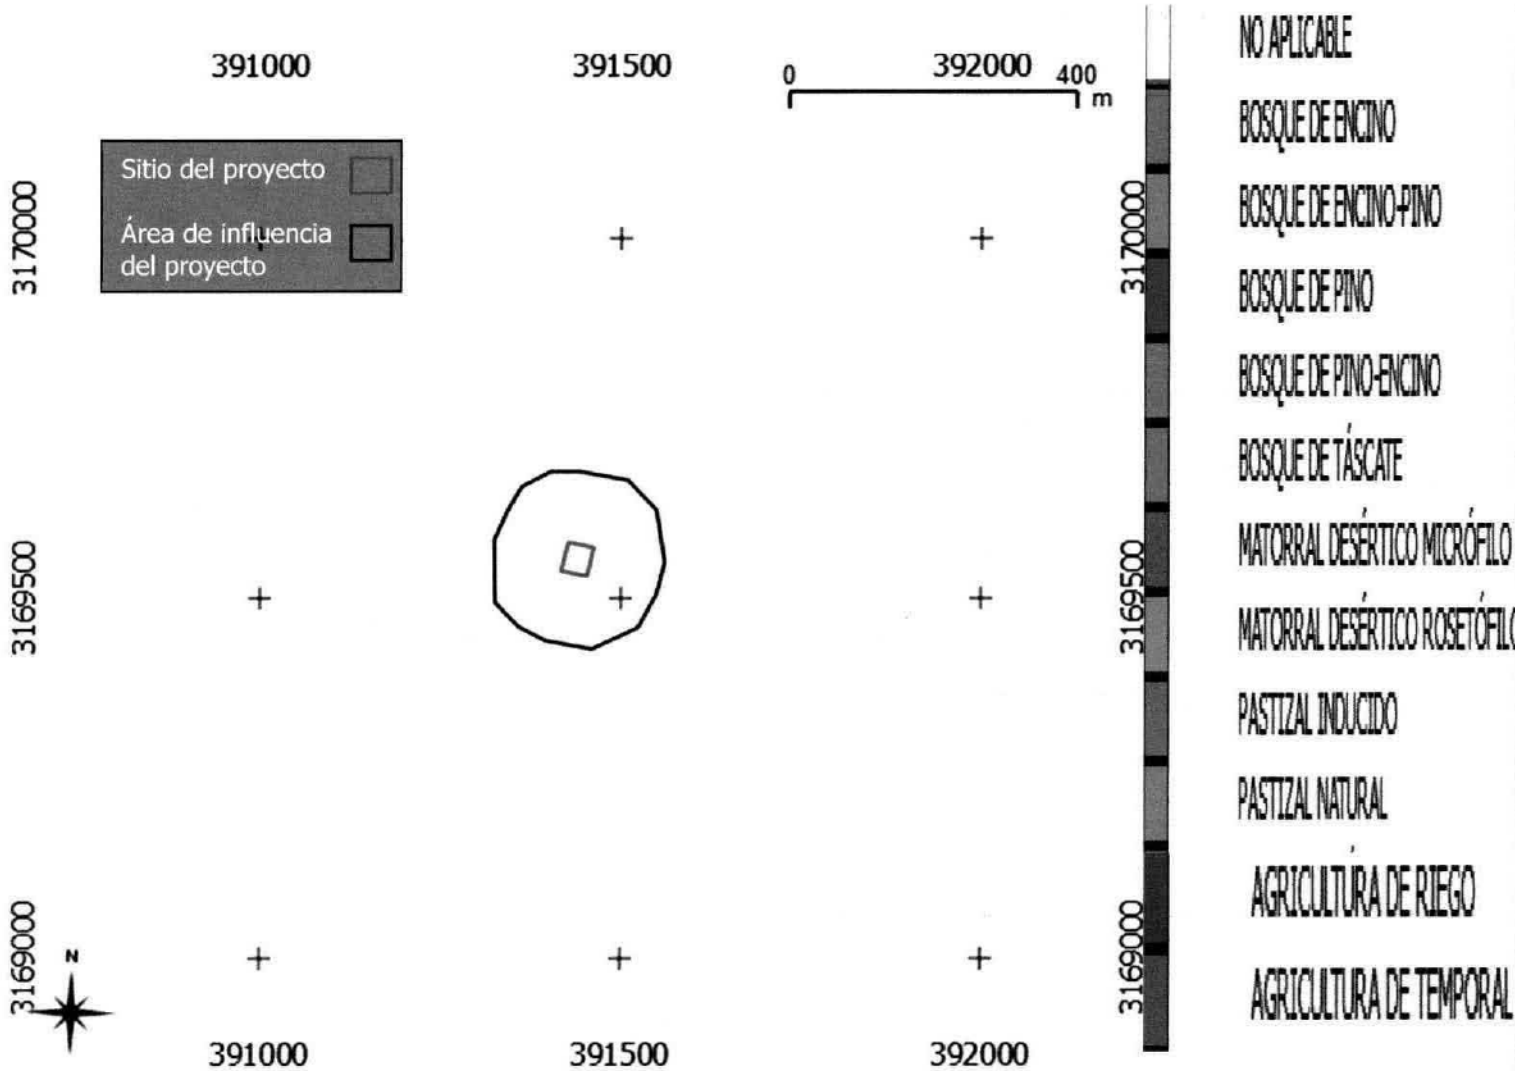 391000
391500
392000
0
400
m
Sitio del proyecto
Área de influencia
del proyecto
3170000
3170000
3169500
3169500
3169000
3169000
N
391000
391500
392000
NO APLICABLE
BOSQUE DE ENCINO
BOSQUE DE ENCINO-PINO
BOSQUE DE PINO
BOSQUE DE PINO-ENCINO
BOSQUE DE TÁSCATE
MATORRAL DESÉRTICO MICRÓFILO
MATORRAL DESÉRTICO ROSETÓFILO
PASTIZAL INDUCIDO
PASTIZAL NATURAL
AGRICULTÚRA DE RIEGO
AGRICULTURA DE TEMPORAL